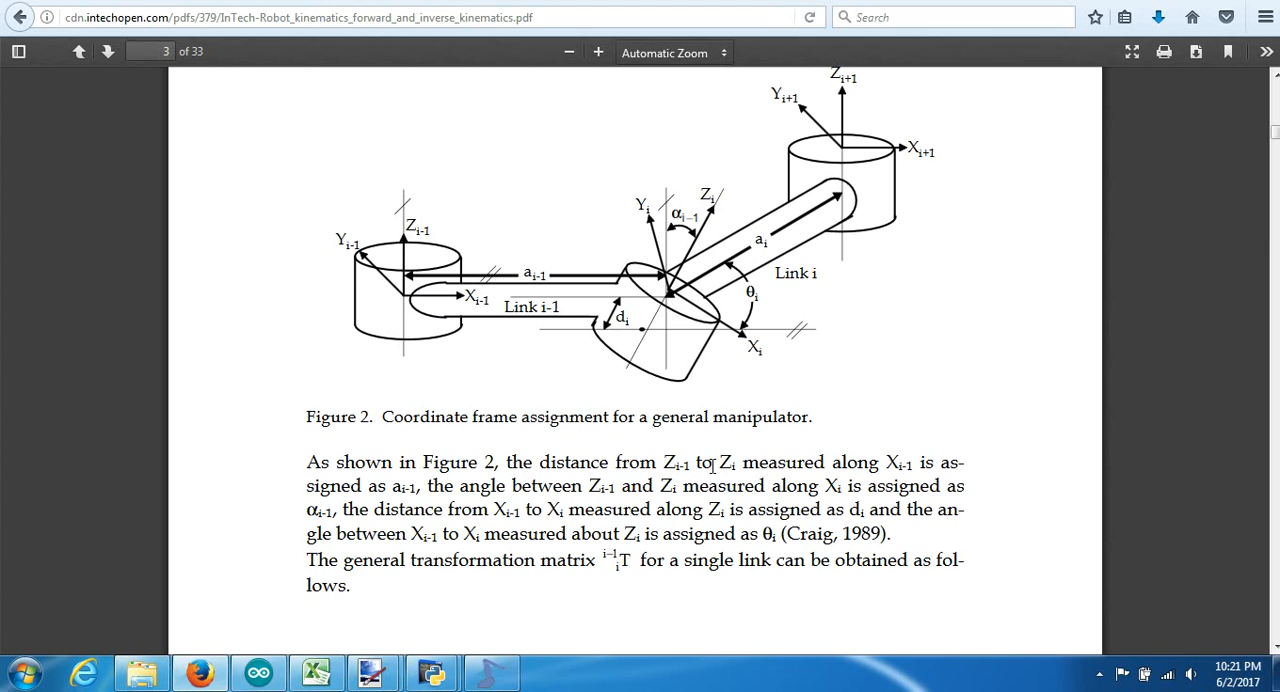 cdn.intechopen.com/pdfs/379/InTech-Robot_kinematics_forward_and_inverse_kinematics.pdf
Search
3 of 33
Automatic Zoom
Zi+1
Yi+1
Xi+1
Zi
Yi
αi−1
Zi-1
Yi-1
ai
ai-1
Link i
Xi-1
Link i-1
θi
di
Xi
Figure 2. Coordinate frame assignment for a general manipulator.
As shown in Figure 2, the distance from Zi-1 to Zi measured along Xi-1 is as-
signed as ai-1, the angle between Zi-1 and Zi measured along Xi is assigned as
αi-1, the distance from Xi-1 to Xi measured along Zi is assigned as di and the an-
gle between Xi-1 to Xi measured about Zi is assigned as θi (Craig, 1989).
The general transformation matrix i−1iT for a single link can be obtained as fol-
lows.
10:21 PM
6/2/2017